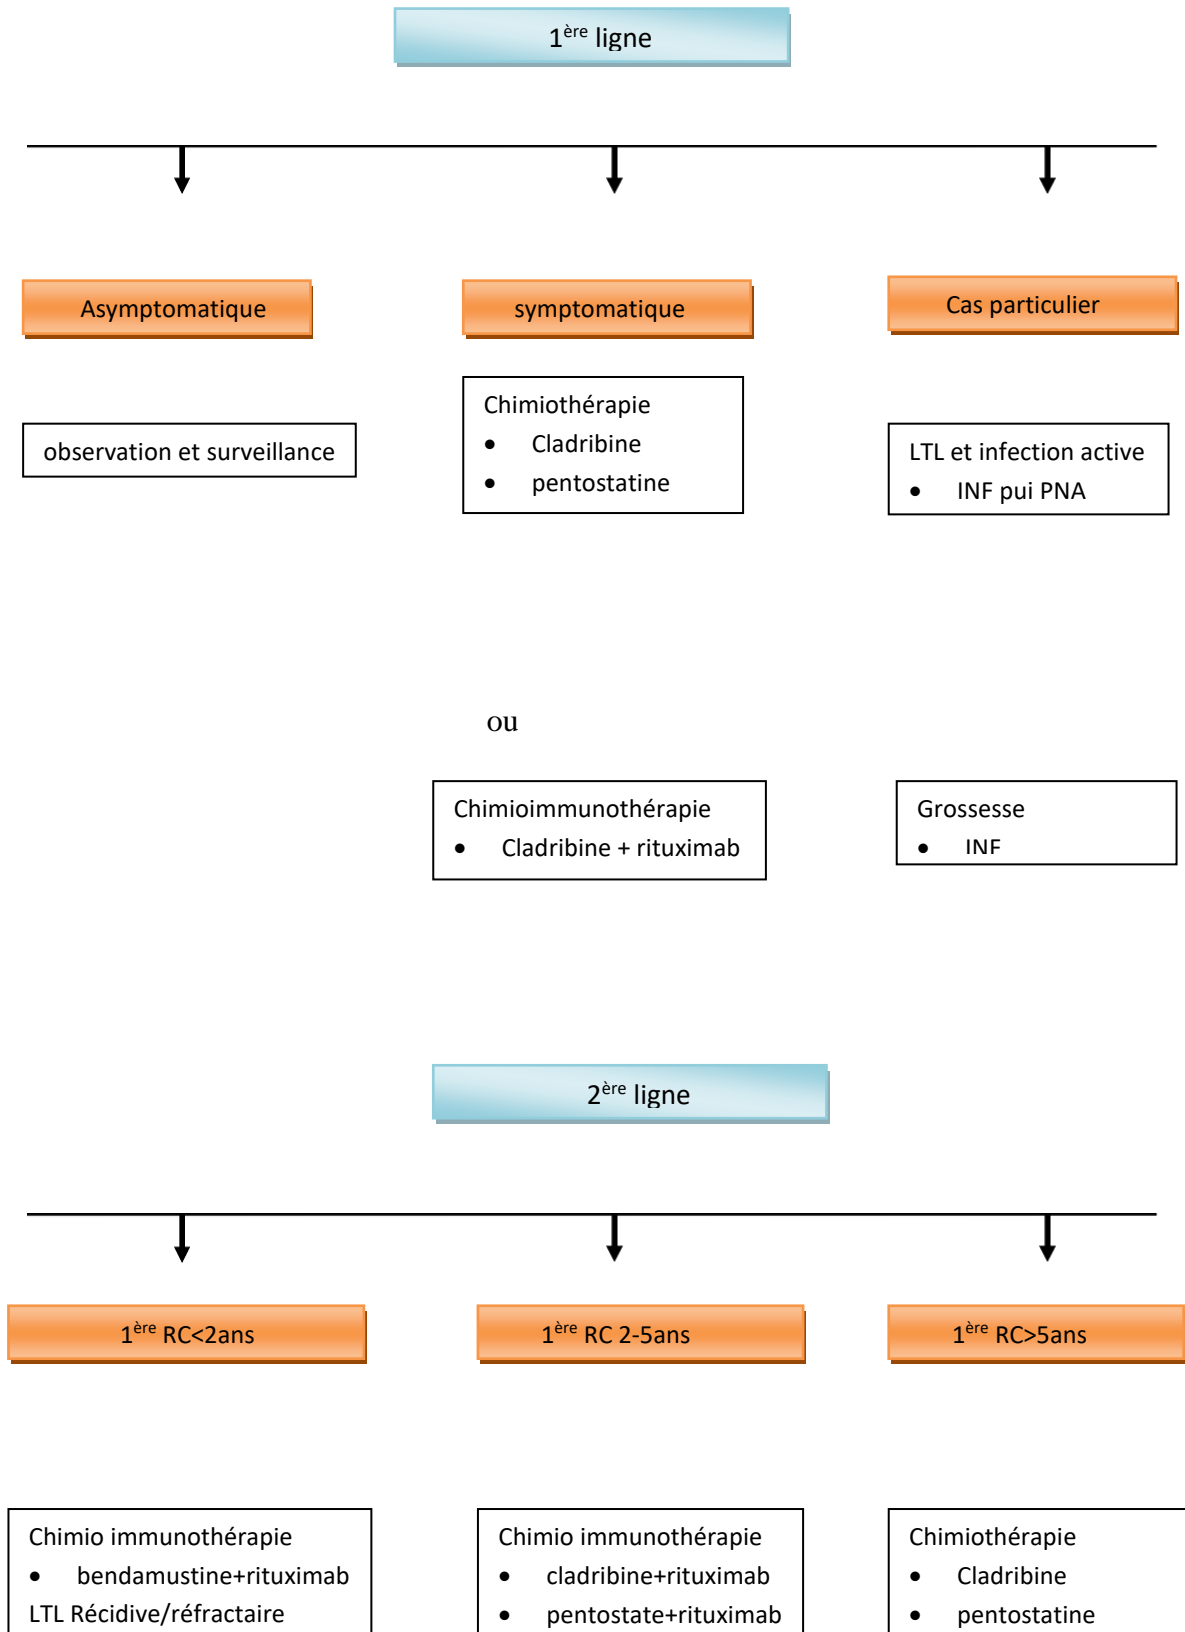 1ère ligne
Asymptomatique
symptomatique
Cas particulier
observation et surveillance
Chimiothérapie
• Cladribine
• pentostatine
LTL et infection active
• INF pui PNA
ou
Chimioimmunothérapie
• Cladribine + rituximab
Grossesse
• INF
2ère ligne
1ère RC<2ans
1ère RC 2-5ans
1ère RC>5ans
Chimio immunothérapie
• bendamustine+rituximab
LTL Récidive/réfractaire
Chimio immunothérapie
• cladribine+rituximab
• pentostate+rituximab
Chimiothérapie
• Cladribine
• pentostatine